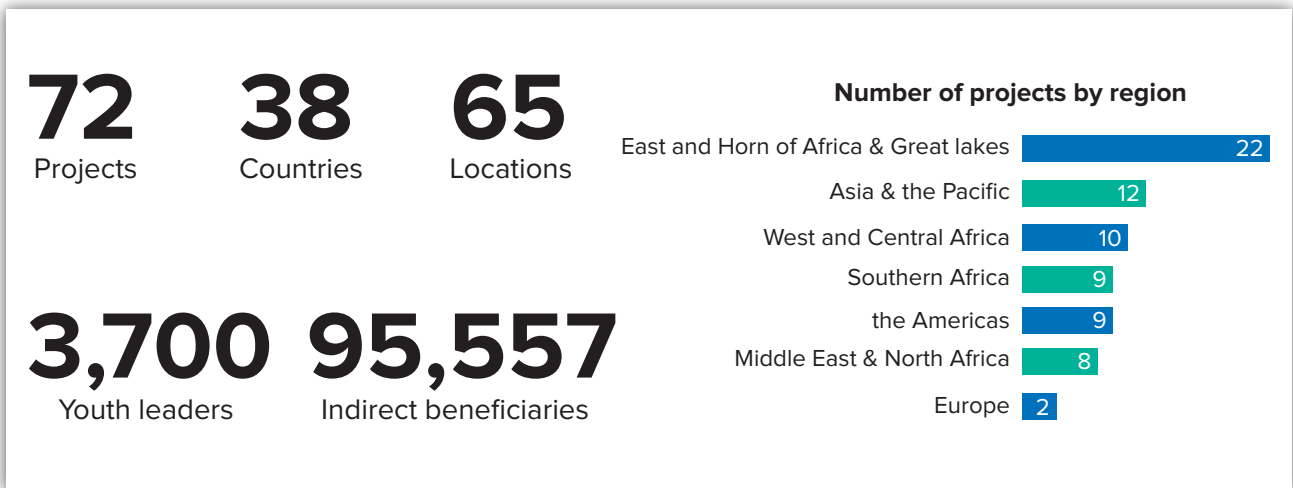 72
Projects
38
Countries
65
Locations
3,700
Youth leaders
95,557
Indirect beneficiaries
Number of projects by region
East and Horn of Africa & Great lakes 22
Asia & the Pacific 12
West and Central Africa 10
Southern Africa 9
the Americas 9
Middle East & North Africa 8
Europe 2